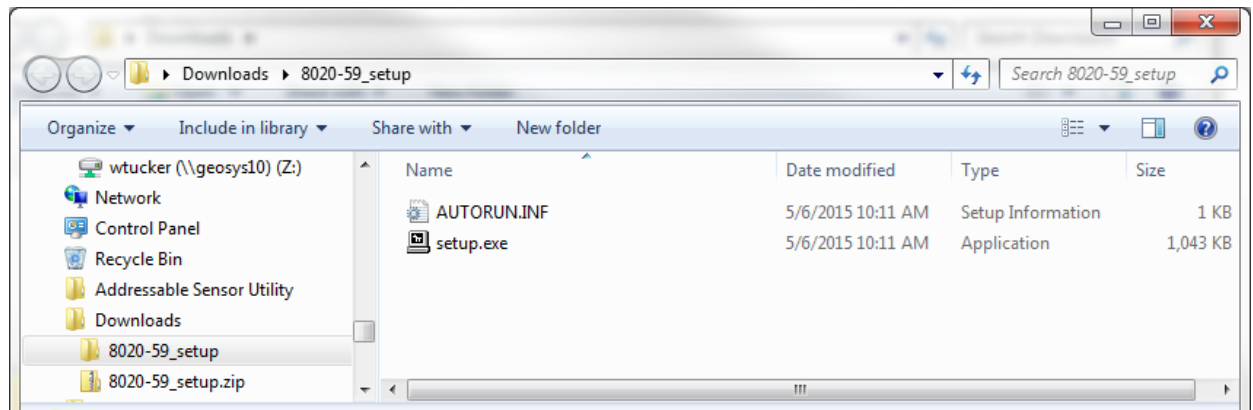 Downloads ▸ 8020-59_setup
Search 8020-59_setup
Organize Include in library Share with New folder
wtucker (\\geosys10) (Z:)
Network
Control Panel
Recycle Bin
Addressable Sensor Utility
Downloads
8020-59_setup
8020-59_setup.zip
Name Date modified Type Size
AUTORUN.INF 5/6/2015 10:11 AM Setup Information 1 KB
setup.exe 5/6/2015 10:11 AM Application 1,043 KB